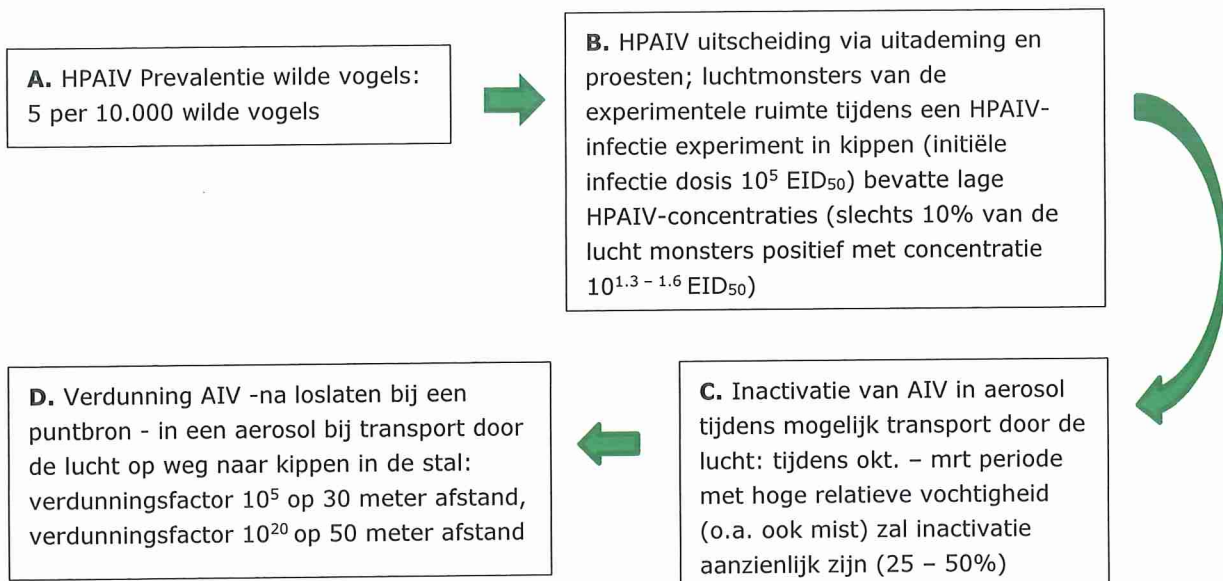 A. HPAIV Prevalentie wilde vogels:
5 per 10.000 wilde vogels
B. HPAIV uitscheiding via uitademing en
proesten; luchtmonsters van de
experimentele ruimte tijdens een HPAIV-
infectie experiment in kippen (initiële
infectie dosis 10⁵ EID₅₀) bevatte lage
HPAIV-concentraties (slechts 10% van de
lucht monsters positief met concentratie
10¹·³ ⁻ ¹·⁶ EID₅₀)
C. Inactivatie van AIV in aerosol
tijdens mogelijk transport door de
lucht: tijdens okt. – mrt periode
met hoge relatieve vochtigheid
(o.a. ook mist) zal inactivatie
aanzienlijk zijn (25 – 50%)
D. Verdunning AIV -na loslaten bij een
puntbron - in een aerosol bij transport door
de lucht op weg naar kippen in de stal:
verdunningsfactor 10⁵ op 30 meter afstand,
verdunningsfactor 10²⁰ op 50 meter afstand